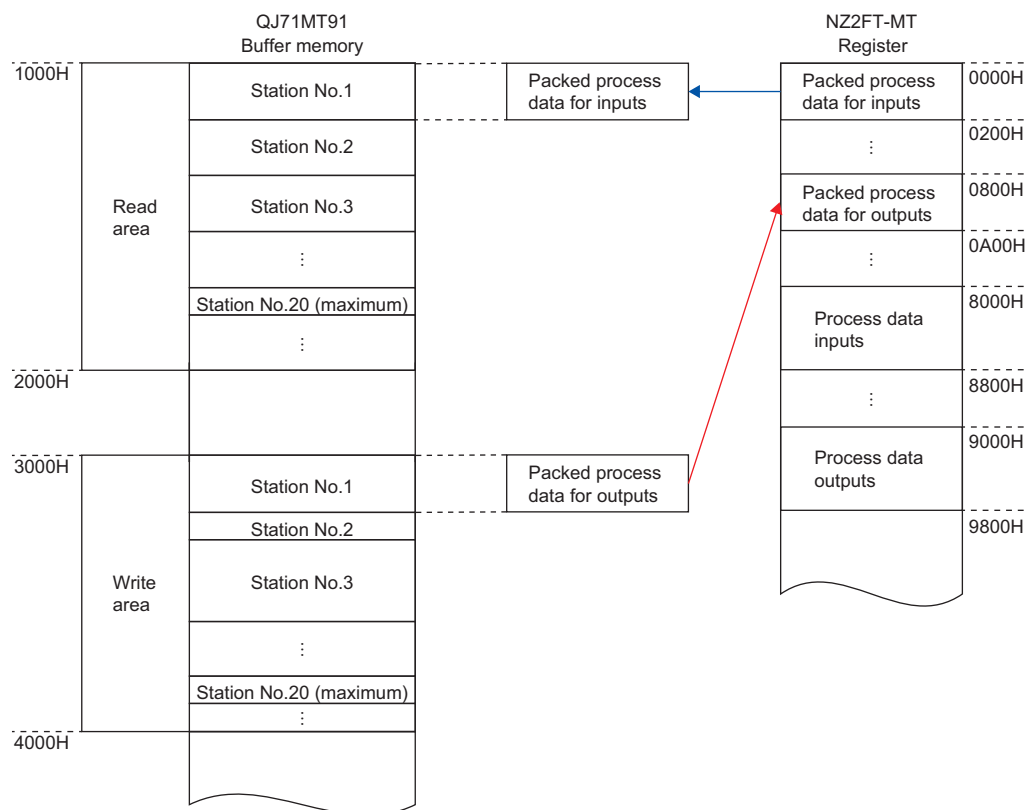 QJ71MT91
Buffer memory
NZ2FT-MT
Register
1000H
Station No.1
Packed process
data for inputs
Packed process
data for inputs
0000H
Station No.2
⋮
0200H
Read
area
Station No.3
Packed process
data for outputs
0800H
⋮
⋮
0A00H
Station No.20 (maximum)
Process data
inputs
8000H
⋮
2000H
⋮
8800H
3000H
Station No.1
Packed process
data for outputs
Process data
outputs
9000H
Station No.2
9800H
Write
area
Station No.3
⋮
Station No.20 (maximum)
⋮
4000H